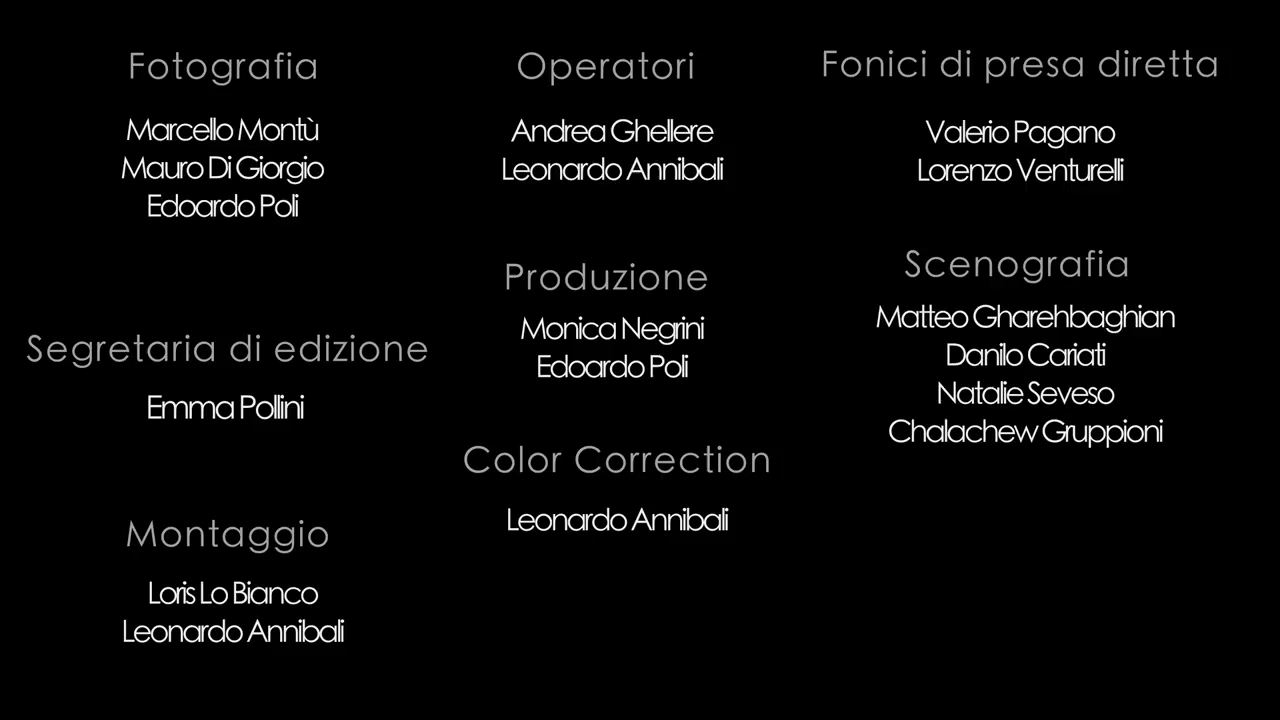 Fotografia
Marcello Montù
Mauro Di Giorgio
Edoardo Poli
Segretaria di edizione
Emma Pollini
Montaggio
Loris Lo Bianco
Leonardo Annibali
Operatori
Andrea Ghellere
Leonardo Annibali
Produzione
Monica Negrini
Edoardo Poli
Color Correction
Leonardo Annibali
Fonici di presa diretta
Valerio Pagano
Lorenzo Venturelli
Scenografia
Matteo Gharehbaghian
Danilo Cariati
Natalie Seveso
Chalachew Gruppioni